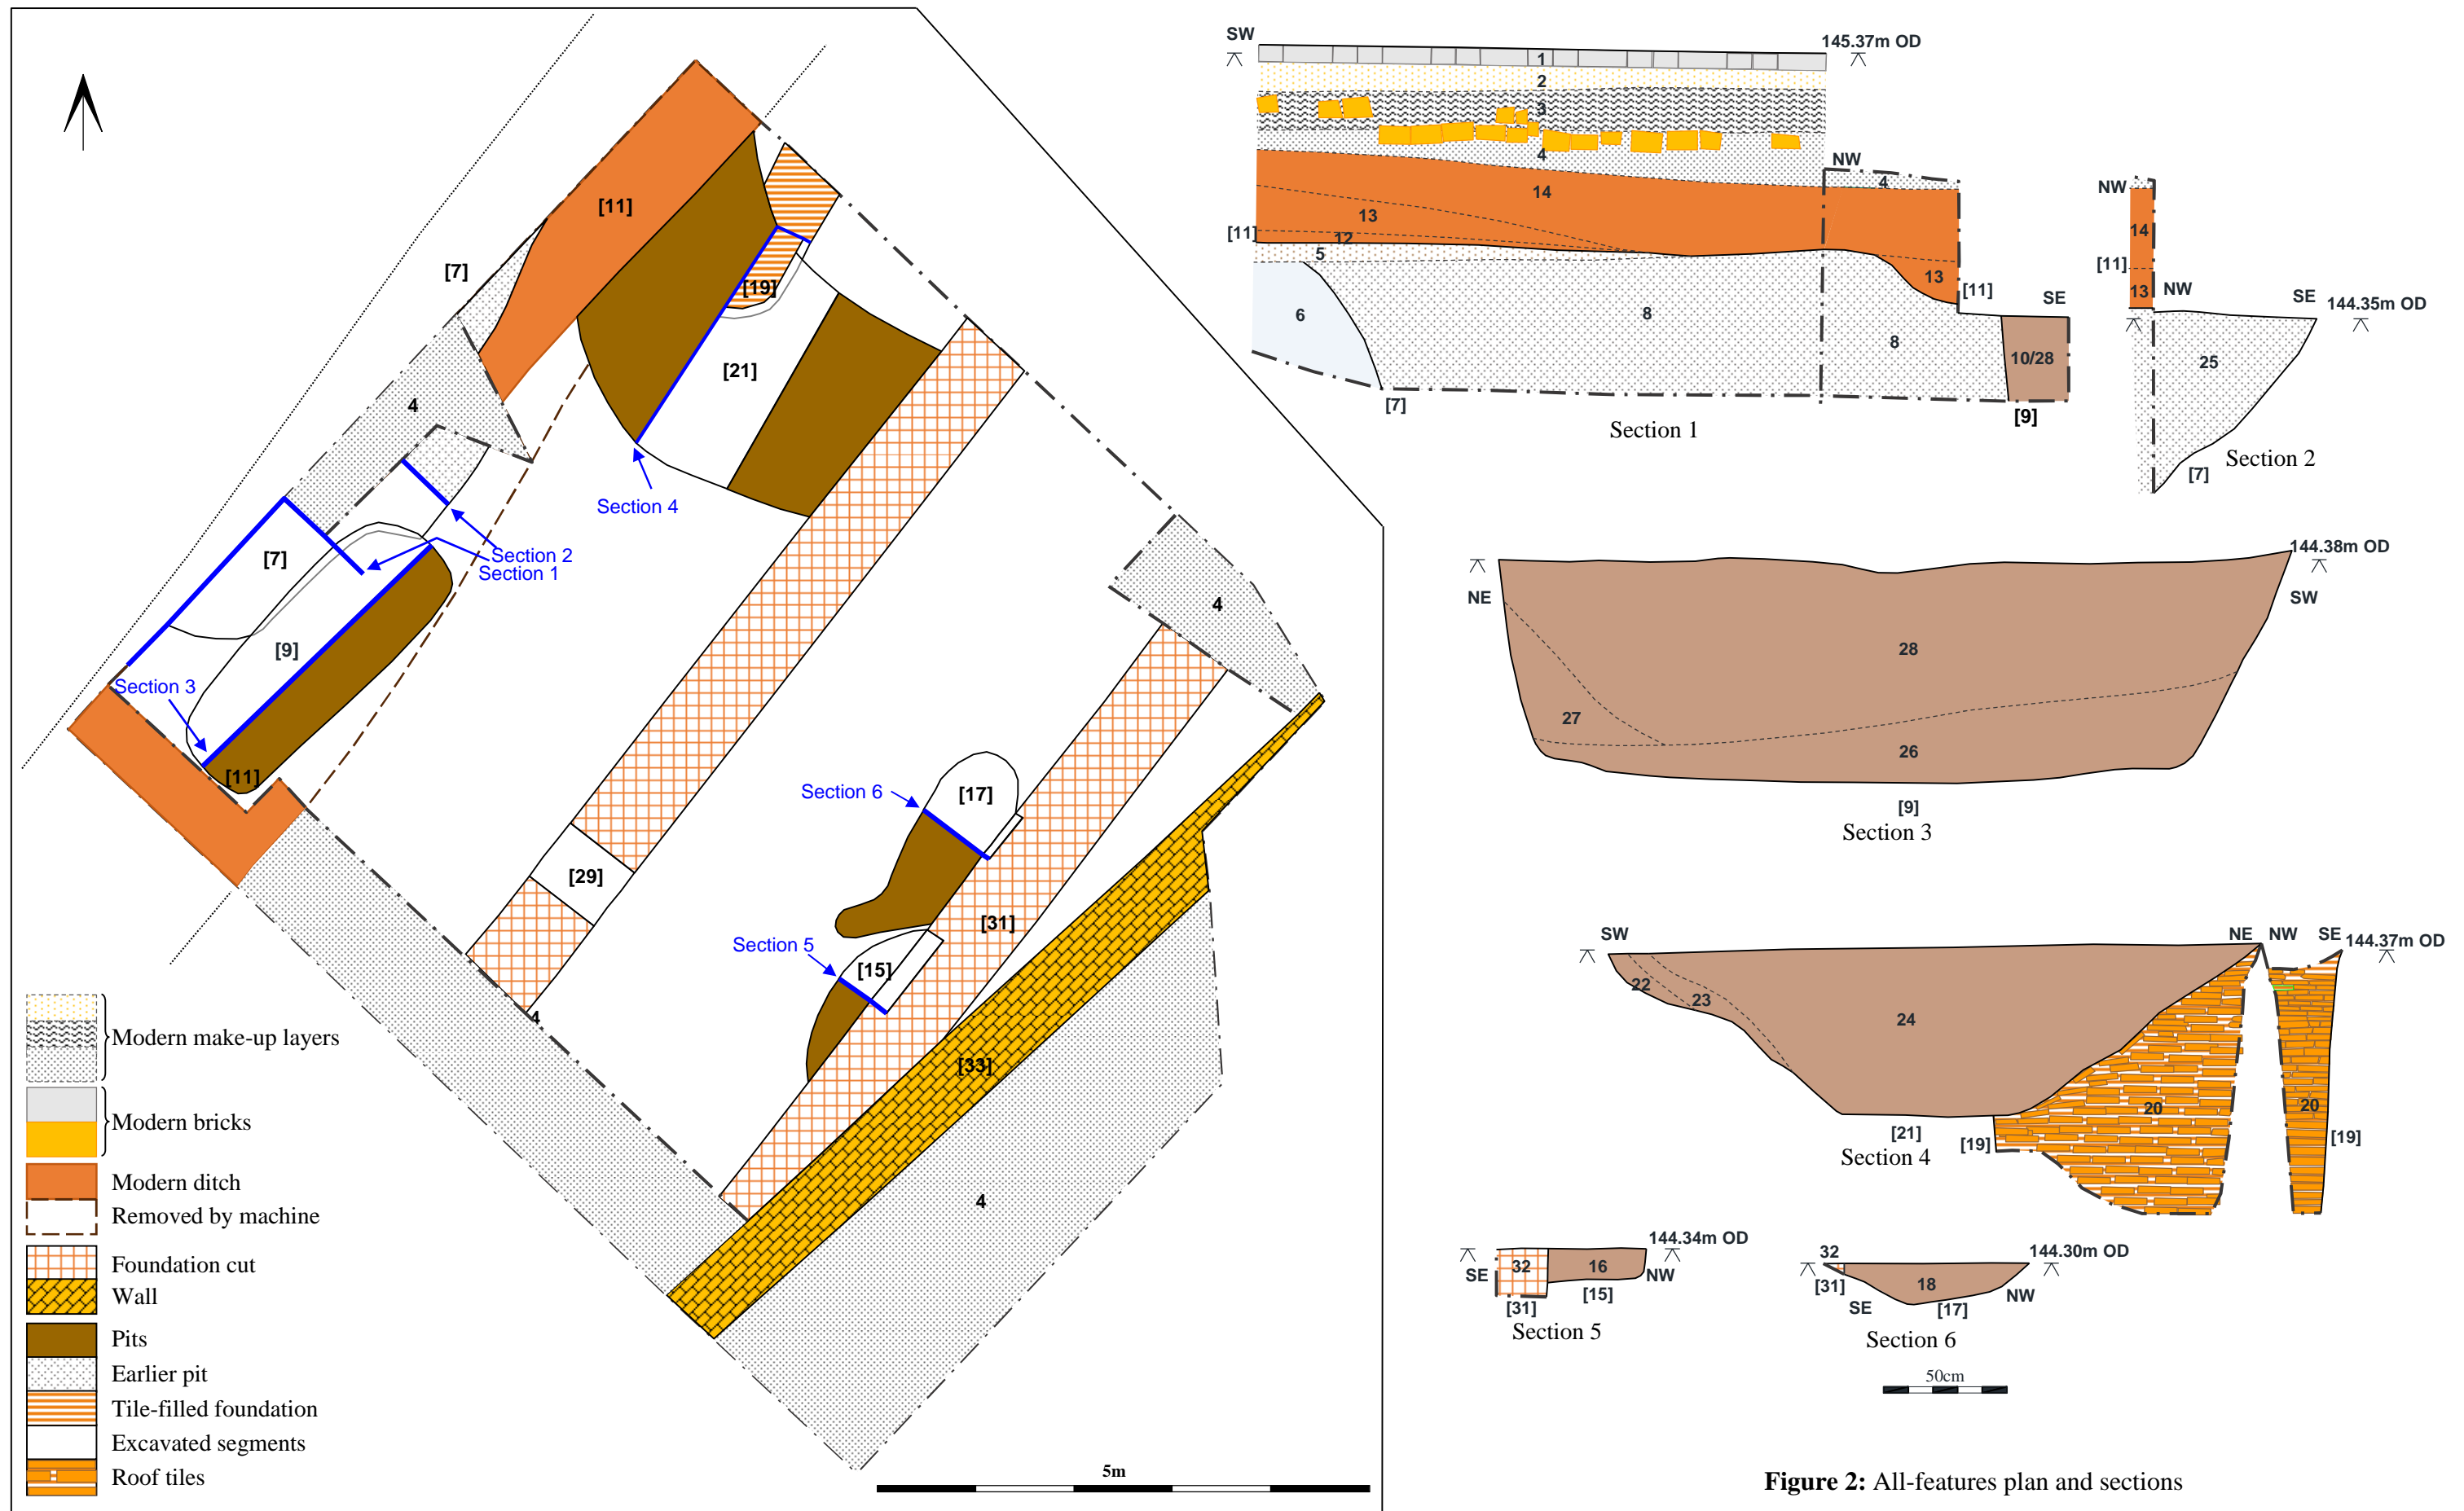 [11]
[7]
[19]
[21]
4
Section 4
[7]
Section 2
Section 1
4
[9]
Section 3
[11]
Section 6
[17]
[29]
[31]
Section 5
[15]
4
[33]
4
Modern make-up layers
Modern bricks
Modern ditch
Removed by machine
Foundation cut
Wall
Pits
Earlier pit
Tile-filled foundation
Excavated segments
Roof tiles
5m
SW
145.37m OD
1
2
3
4
NW
4
14
13
[11]
12
5
13
[11]
SE
6
8
8
10/28
[7]
[9]
Section 1
NW
14
[11]
13
NW
SE
144.35m OD
25
[7]
Section 2
144.38m OD
NE
SW
28
27
26
[9]
Section 3
SW
NE
NW
SE
144.37m OD
22
23
24
20
20
[21]
[19]
[19]
Section 4
144.34m OD
32
16
SE
NW
[31]
[15]
Section 5
32
144.30m OD
18
[31]
SE
[17]
NW
Section 6
50cm
Figure 2: All-features plan and sections